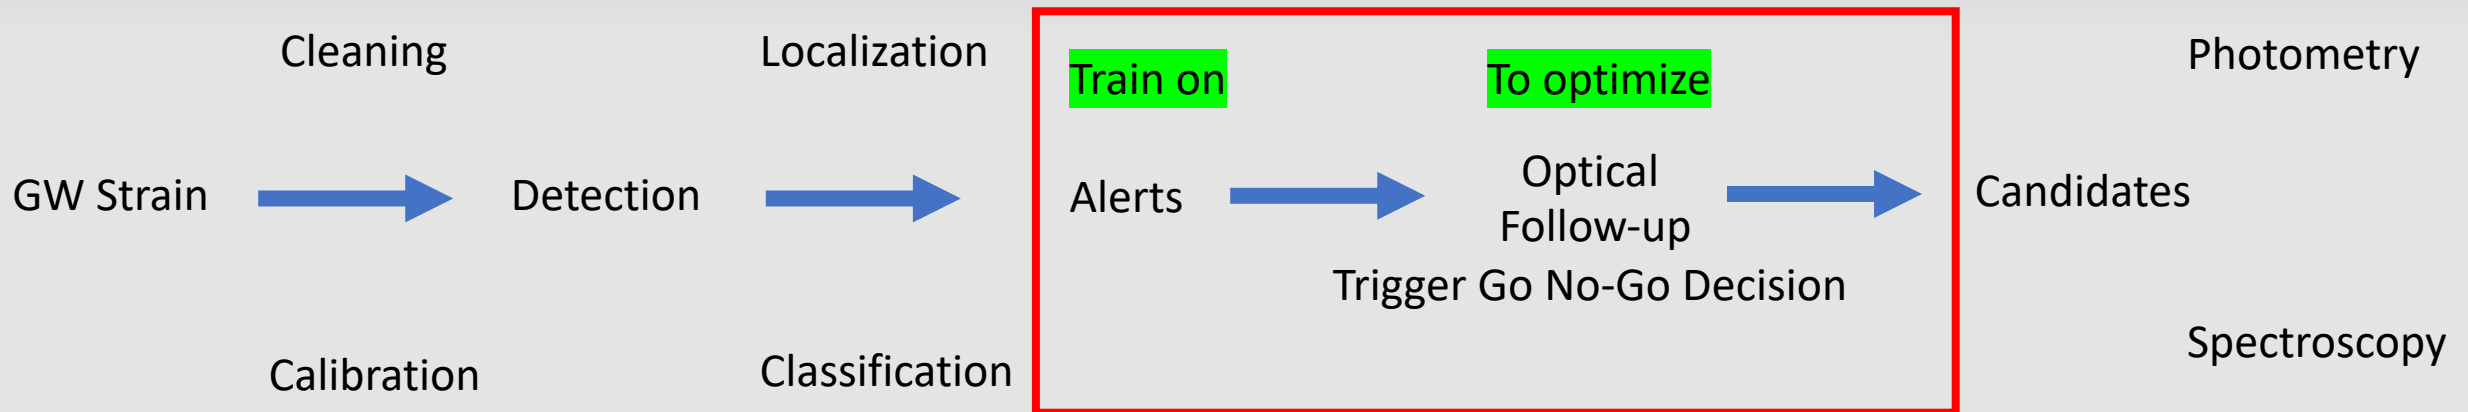 Cleaning
Localization
Train on
To optimize
Photometry
GW Strain
Detection
Alerts
Optical
Follow-up
Candidates
Trigger Go No-Go Decision
Calibration
Classification
Spectroscopy